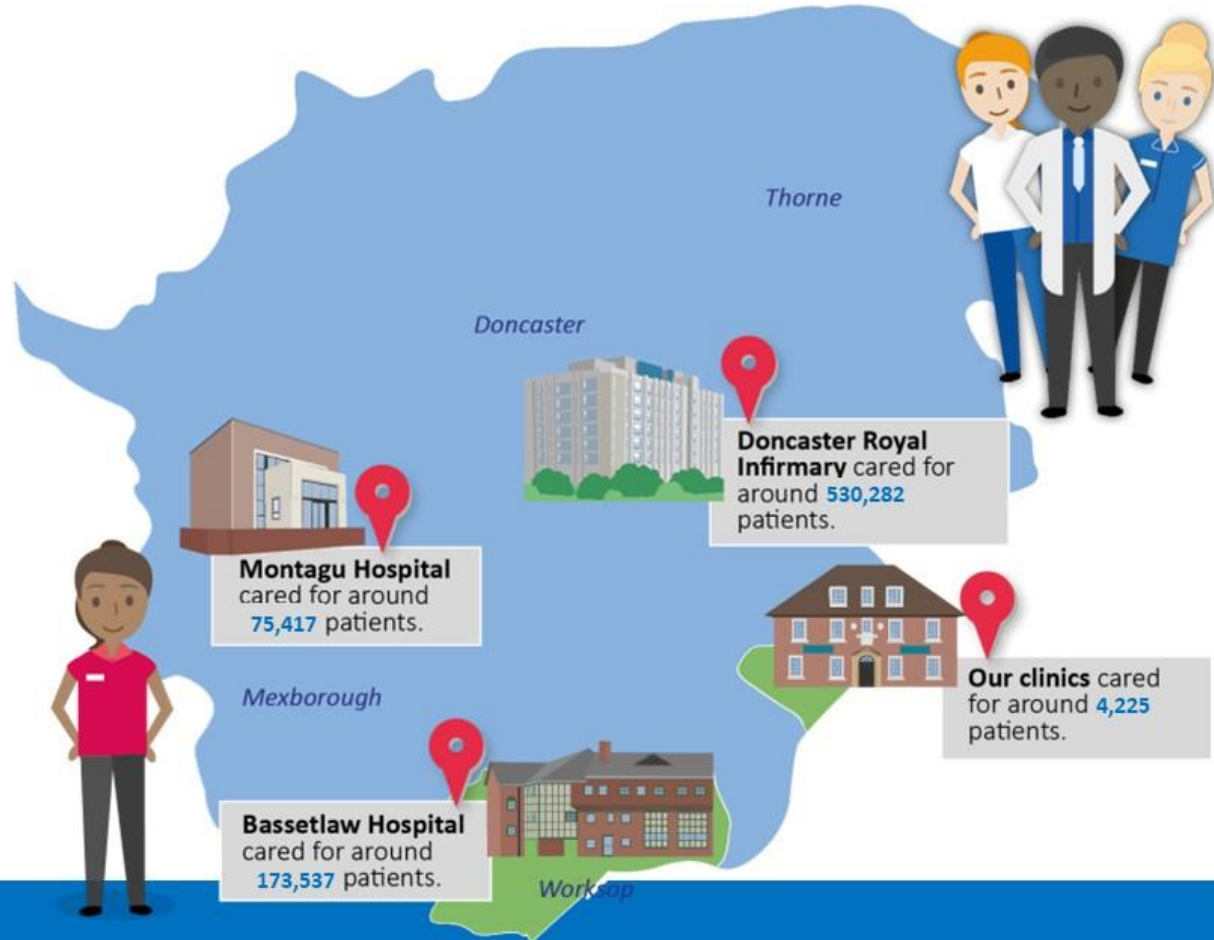 Thorne
Doncaster
Doncaster Royal
Infirmary cared for
around 530,282
patients.
Montagu Hospital
cared for around
75,417 patients.
Our clinics cared
for around 4,225
patients.
Mexborough
Bassetlaw Hospital
cared for around
173,537 patients.
Worksop